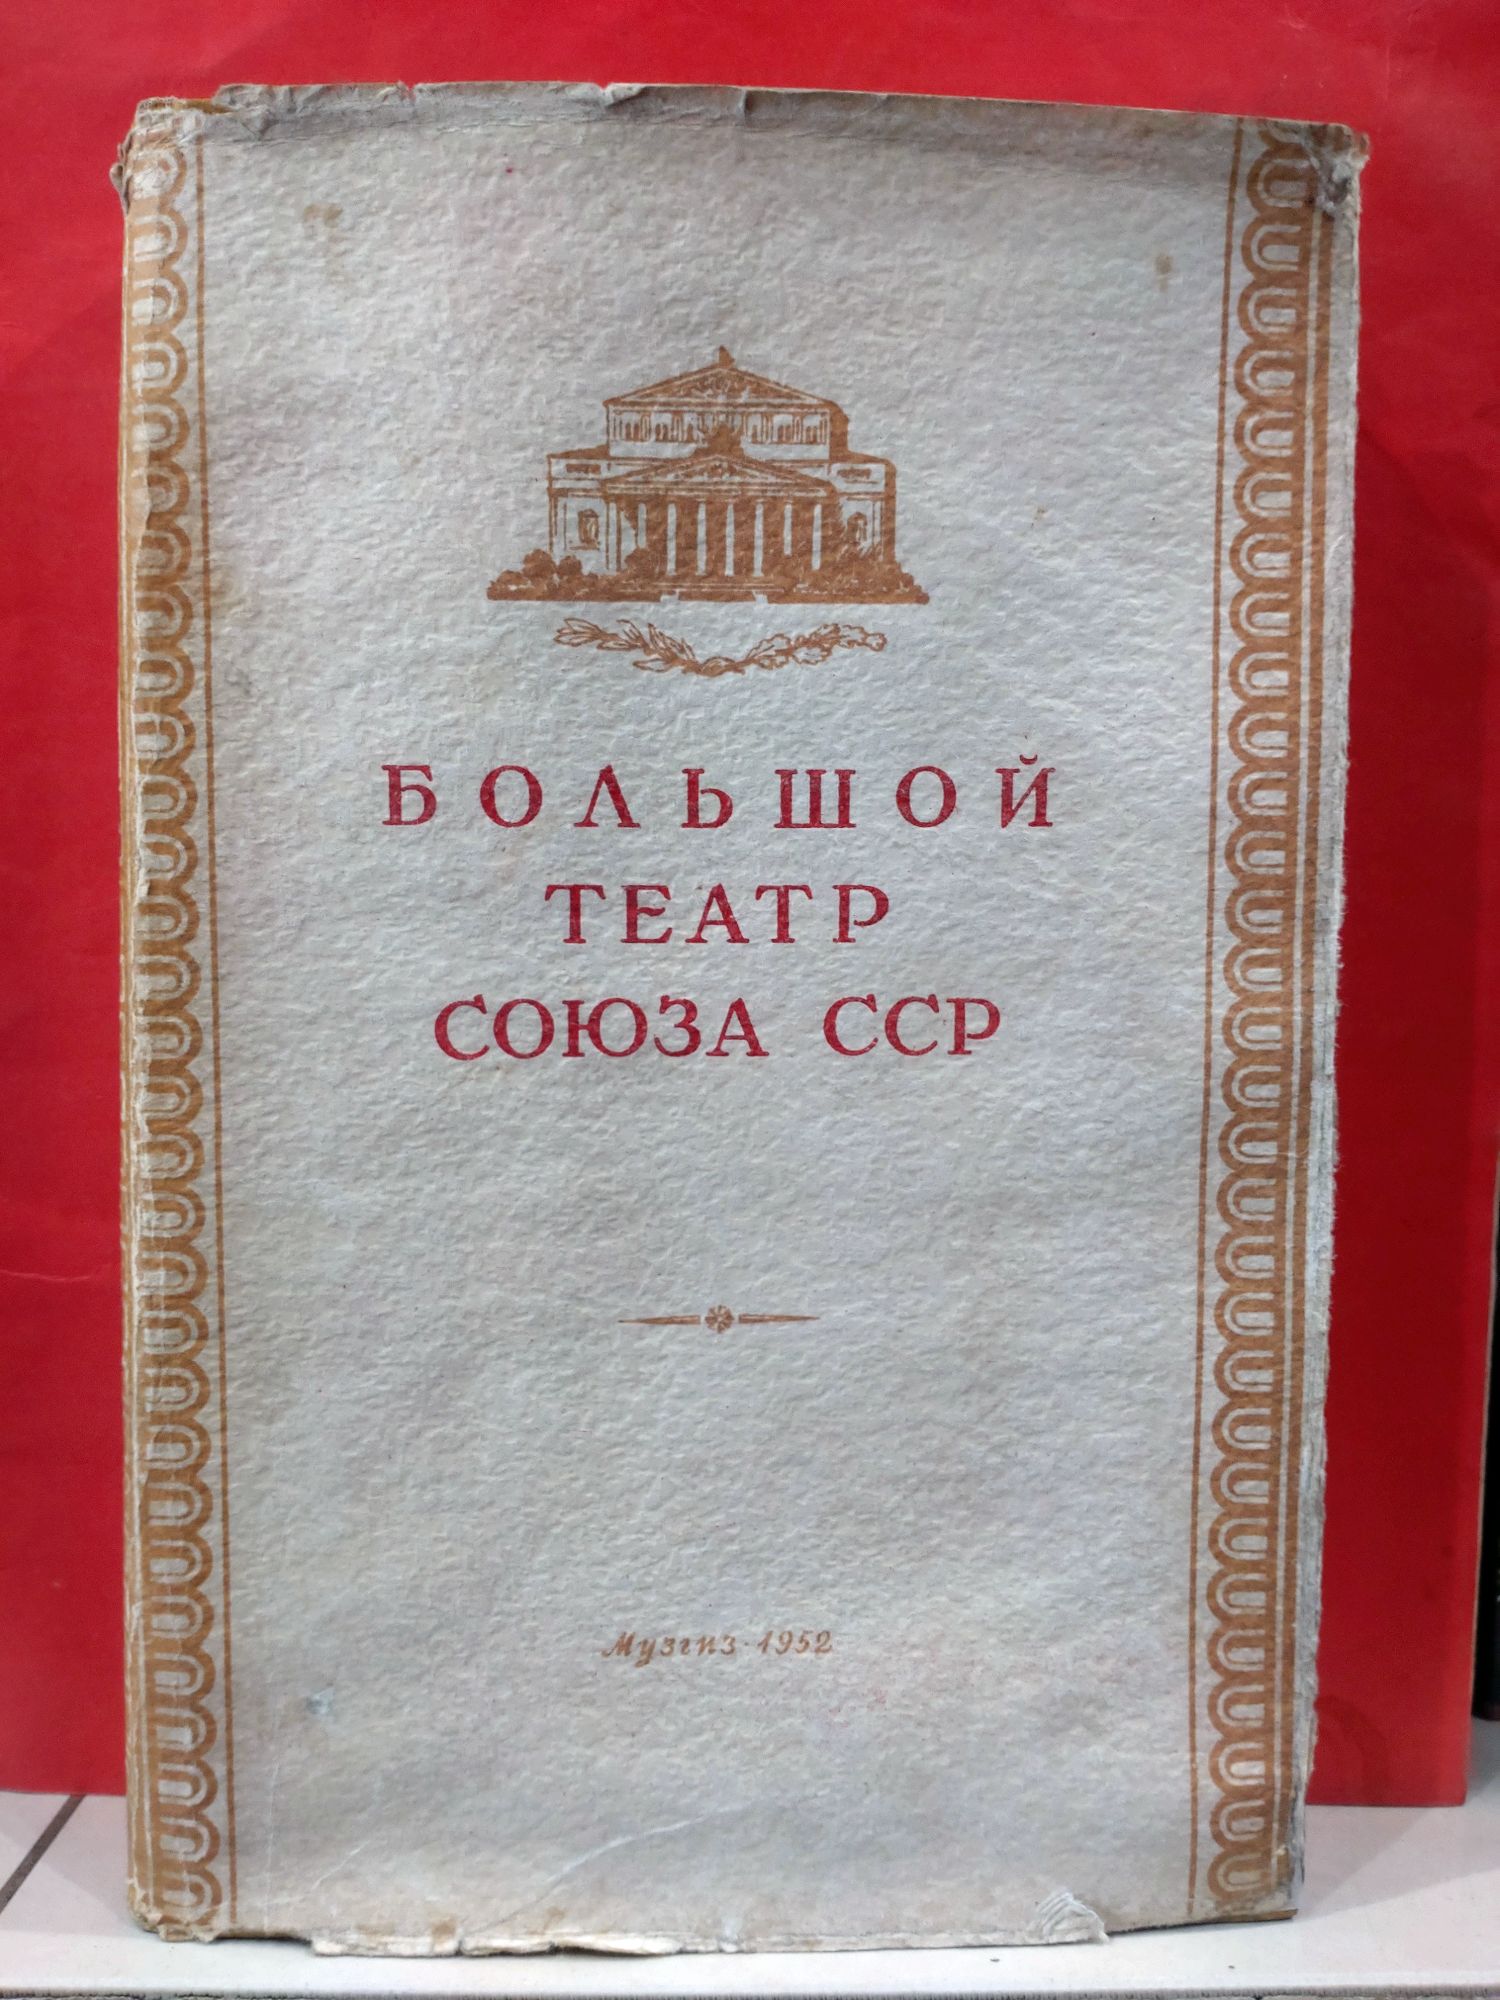 БОЛЬШОЙ
ТЕАТР
СОЮЗА ССР
Музгиз·1952